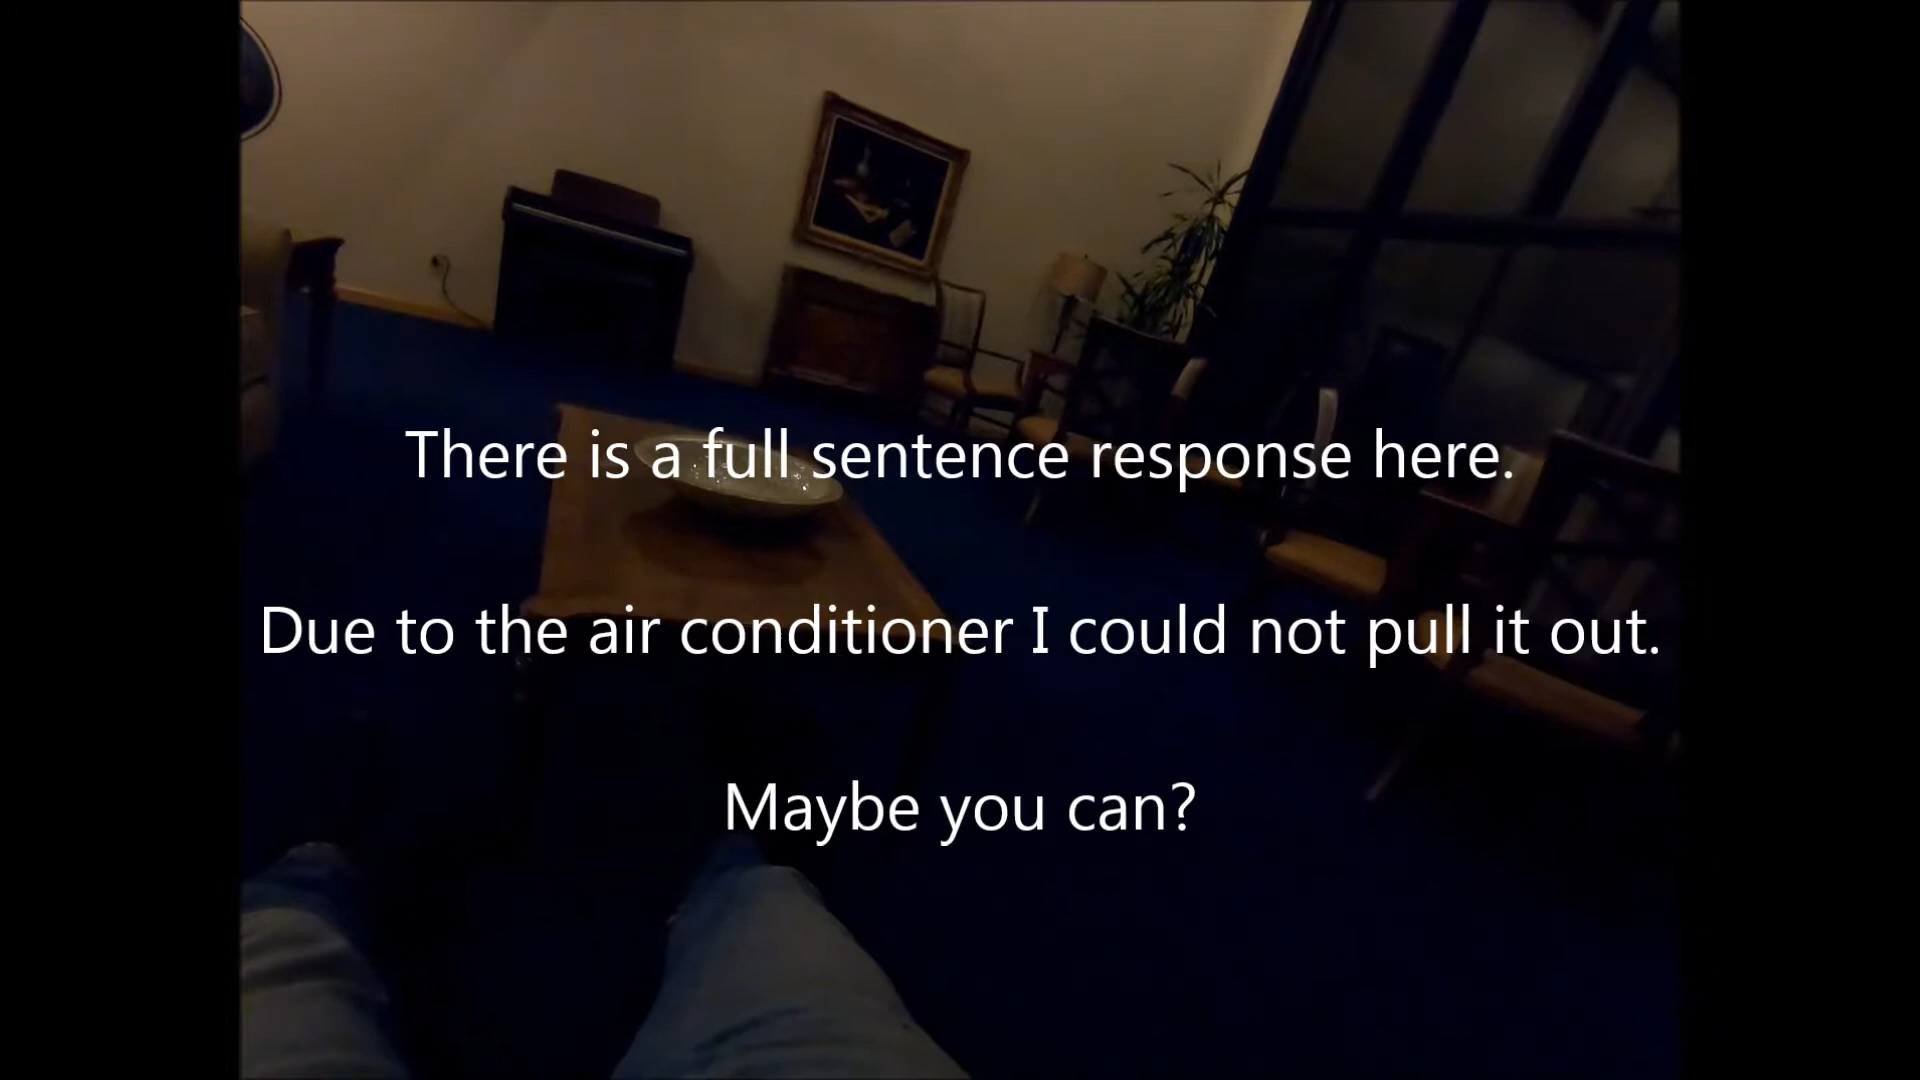 There is a full sentence response here.
Due to the air conditioner I could not pull it out.
Maybe you can?